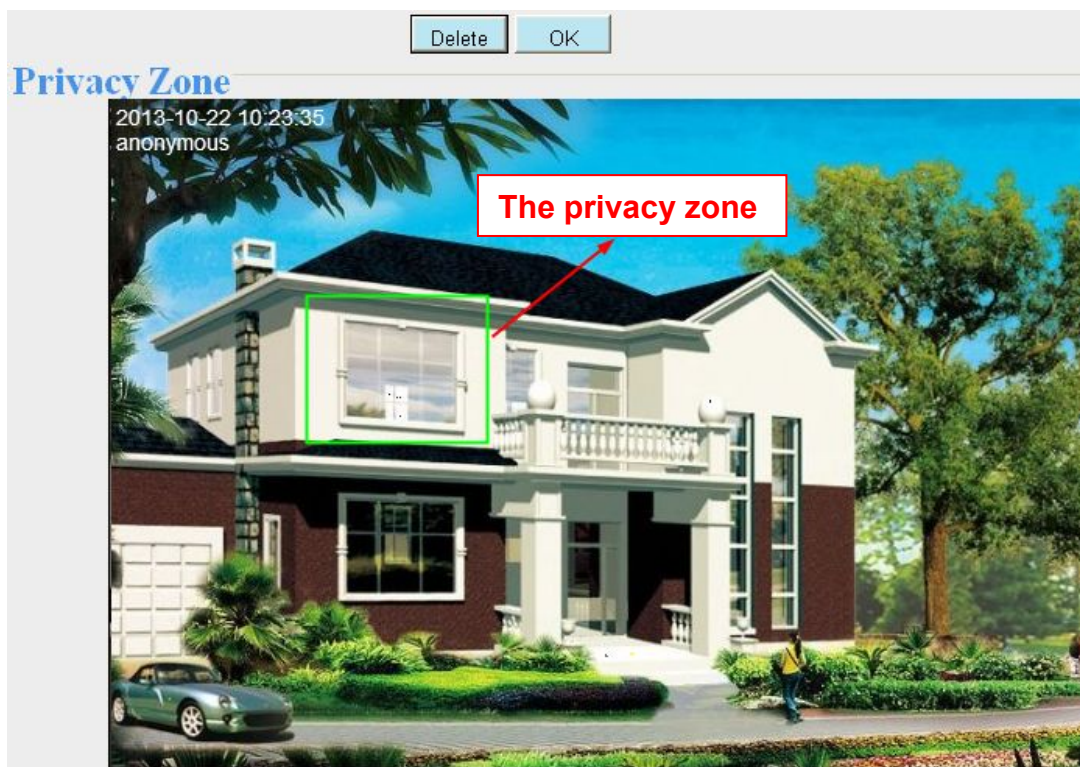 Delete OK
Privacy Zone
2013-10-22 10:23:35
anonymous
The privacy zone